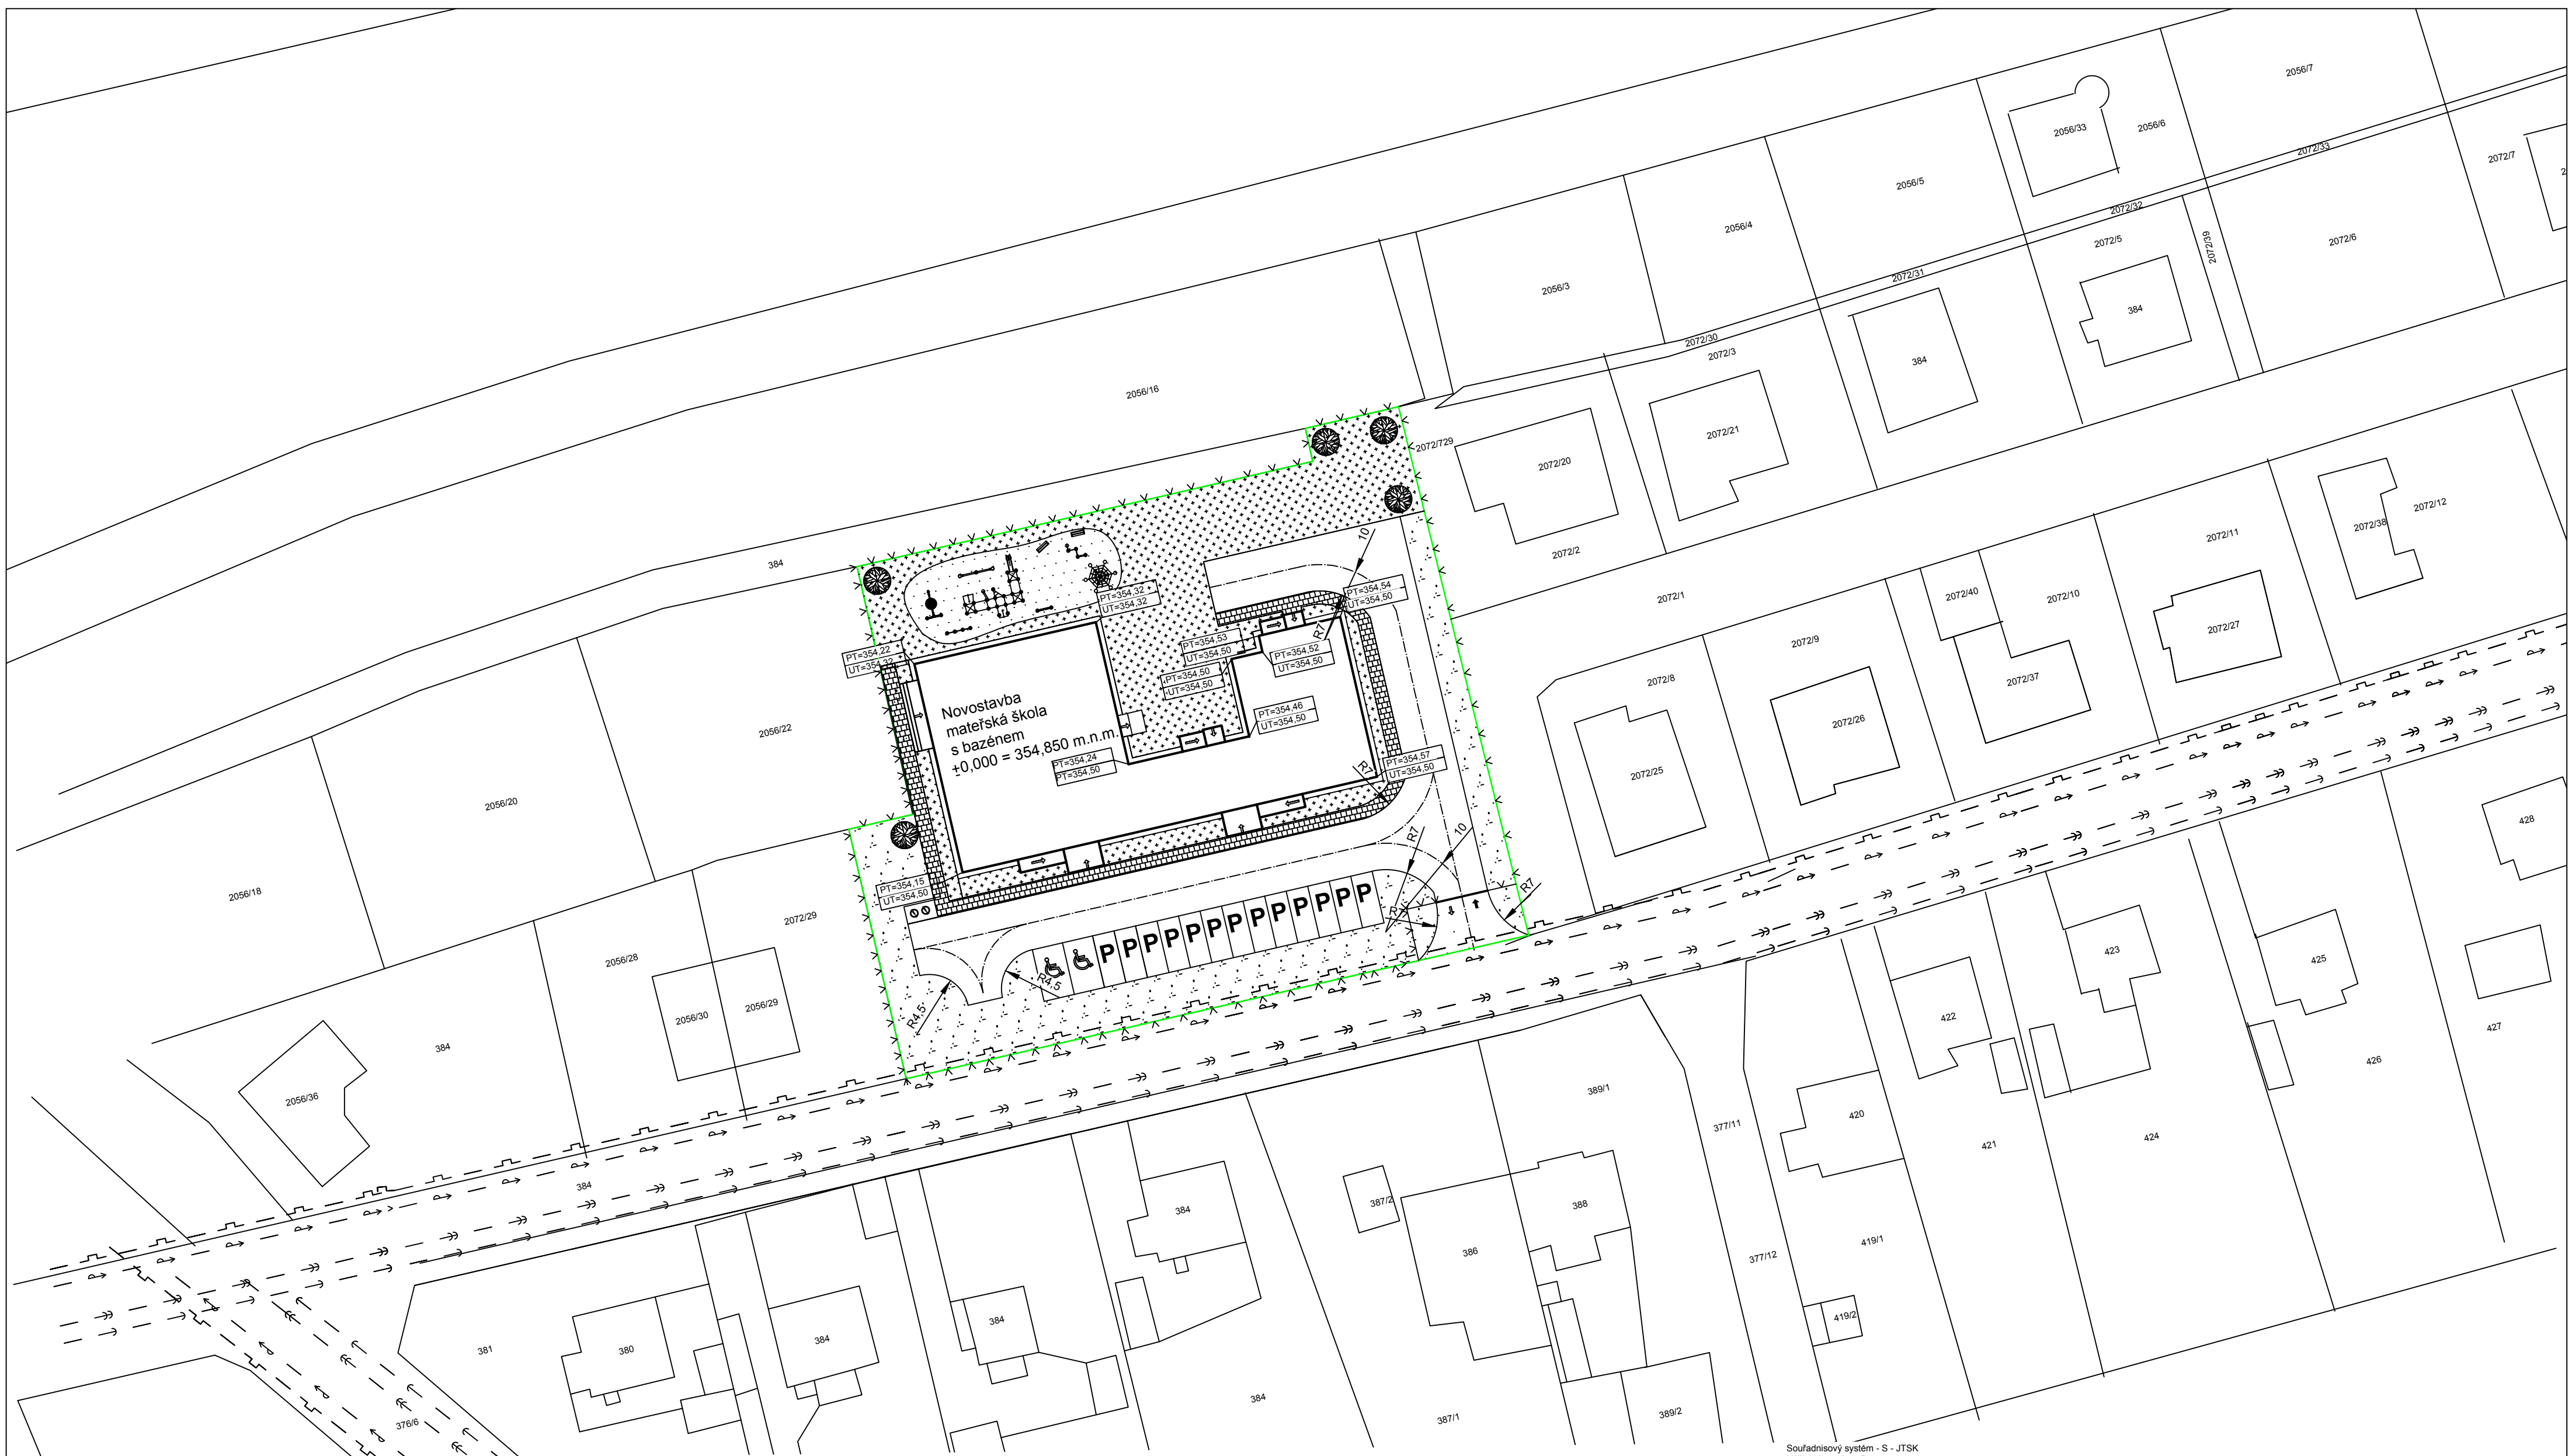 2056/7
2056/33
2056/6
2072/33
2072/7
2056/5
2072/32
2056/4
2072/5
2072/39
2072/6
2072/31
2056/3
384
2072/30
2072/3
384
2056/16
2072/21
2072/729
2072/20
2072/12
2072/38
2072/11
10
2072/2
384
2072/1
2072/40
2072/10
PT=354,32
UT=354,32
PT=354,54
UT=354,50
R7
2072/27
2072/9
PT=354,53
UT=354,50
PT=354,52
UT=354,50
PT=354,22
UT=354,32
PT=354,50
UT=354,50
2072/8
2072/37
Novostavba
mateřská škola
s bazénem
±0,000 = 354,850 m.n.m.
PT=354,46
UT=354,50
2056/22
2072/26
PT=354,24
PT=354,50
PT=354,57
UT=354,50
R7
2072/25
2056/20
428
R7
10
PT=354,15
UT=354,50
R7
2056/18
2072/29
P P P P P P P P P P P P P
423
425
2056/28
R4,5
R4,5
2056/30
2056/29
422
427
384
426
2056/36
389/1
420
377/11
421
424
384
384
387/2
388
386
419/1
377/12
384
419/2
384
380
381
384
387/1
389/2
376/6
Souřadnisový systém - S - JTSK